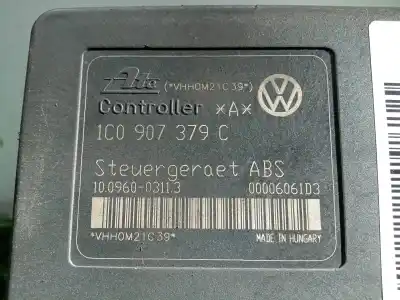 Ate (*VHH0M21C39*)
Controller *A*
1C0 907 379 C
Steuergeraet ABS
10.0960-0311.3 00006061D3
*VHH0M21C39* MADE IN HUNGARY